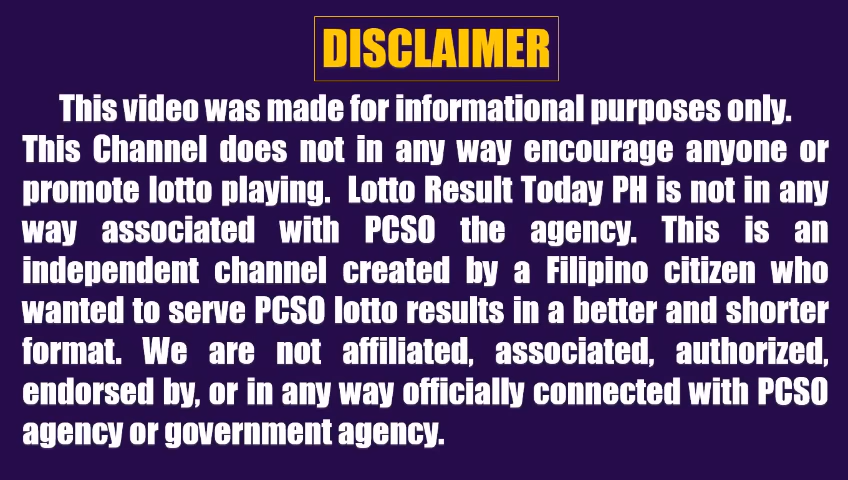 DISCLAIMER
This video was made for informational purposes only.
This Channel does not in any way encourage anyone or
promote lotto playing. Lotto Result Today PH is not in any
way associated with PCSO the agency. This is an
independent channel created by a Filipino citizen who
wanted to serve PCSO lotto results in a better and shorter
format. We are not affiliated, associated, authorized,
endorsed by, or in any way officially connected with PCSO
agency or government agency.